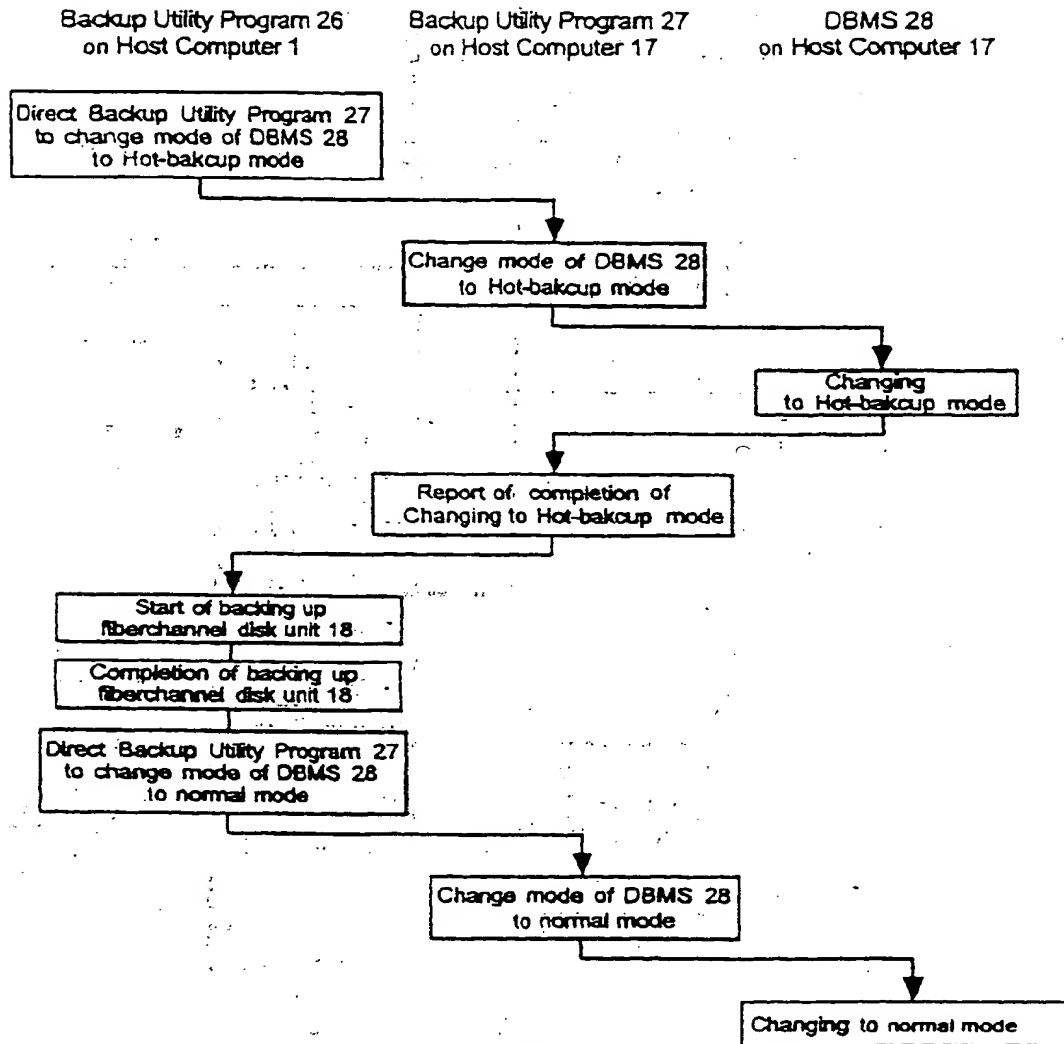 Backup Utility Program 26
on Host Computer 1
Backup Utility Program 27
on Host Computer 17
DBMS 28
on Host Computer 17
Direct Backup Utility Program 27
to change mode of DBMS 28
to Hot-bakcup mode
Change mode of DBMS 28
to Hot-bakcup mode
Changing
to Hot-bakcup mode
Report of completion of
Changing to Hot-bakcup mode
Start of backing up
fiberchannel disk unit 18
Completion of backing up
fiberchannel disk unit 18
Direct Backup Utility Program 27
to change mode of DBMS 28
to normal mode
Change mode of DBMS 28
to normal mode
Changing to normal mode